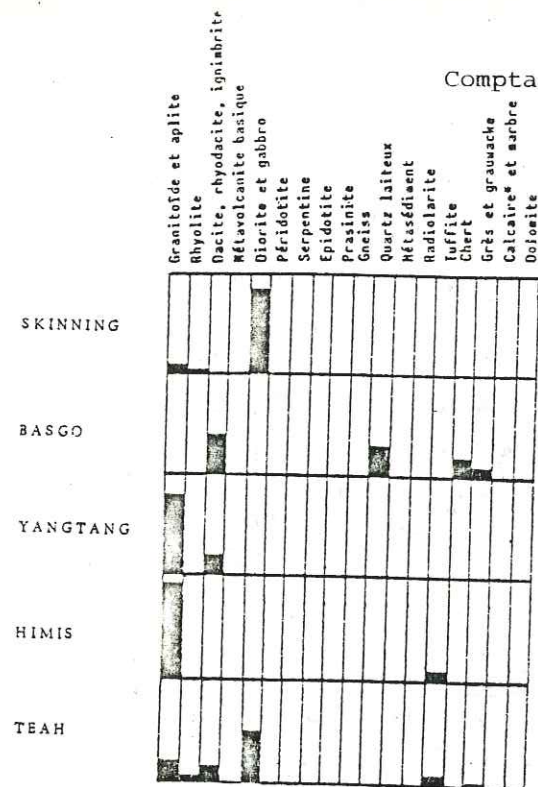 Compta
Granitoïde et aplite
Rhyolite
Dacite, rhyodacite, ignimbrite
Métavolcanite basique
Diorite et gabbro
Péridotite
Serpentine
Epidotite
Prasinite
Gneiss
Quartz laiteux
Métasédiment
Radiolarite
Tuffite
Chert
Grès et grauwacke
Calcaire* et marbre
Dolomite
SKINNING
BASGO
YANGTANG
HIMIS
TEAH